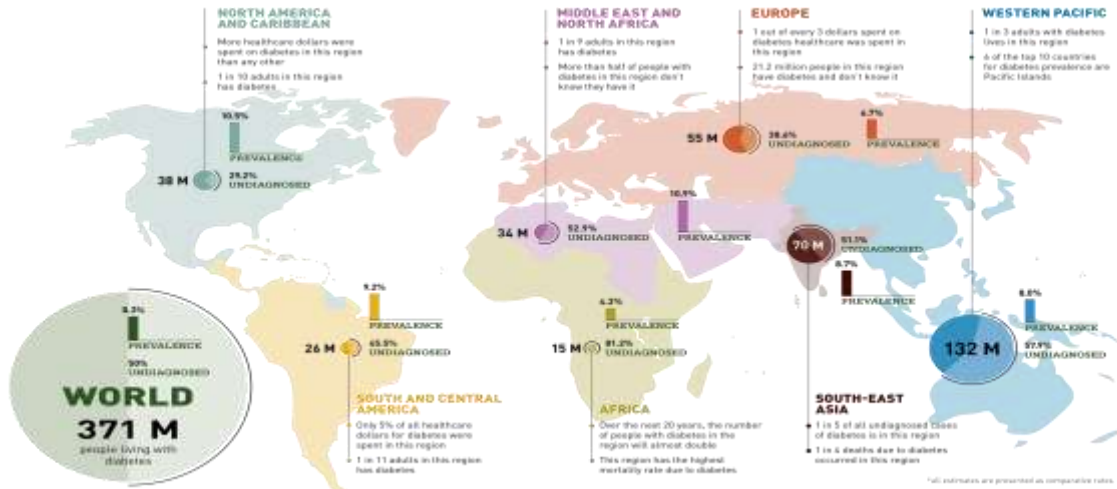 NORTH AMERICA
AND CARIBBEAN
More healthcare dollars were
spent on diabetes in this region
than any other
1 in 10 adults in this region
has diabetes
MIDDLE EAST AND
NORTH AFRICA
1 in 9 adults in this region
has diabetes
More than half of people with
diabetes in this region don't
know they have it
EUROPE
1 out of every 3 dollars spent on
diabetes healthcare was spent in
this region
21.2 million people in this region
have diabetes and don't know it
WESTERN PACIFIC
1 in 3 adults with diabetes
lives in this region
6 of the top 10 countries
for diabetes prevalence are
Pacific Islands
10.5%
PREVALENCE
38 M
29.2%
UNDIAGNOSED
55 M
38.6%
UNDIAGNOSED
6.7%
PREVALENCE
34 M
52.9%
UNDIAGNOSED
10.9%
PREVALENCE
70 M
51.1%
UNDIAGNOSED
8.7%
PREVALENCE
9.2%
PREVALENCE
26 M
65.5%
UNDIAGNOSED
4.3%
PREVALENCE
15 M
81.2%
UNDIAGNOSED
8.0%
PREVALENCE
132 M
57.9%
UNDIAGNOSED
8.3%
PREVALENCE
50%
UNDIAGNOSED
WORLD
371 M
people living with
diabetes
SOUTH AND CENTRAL
AMERICA
Only 5% of all healthcare
dollars for diabetes were
spent in this region
1 in 11 adults in this region
has diabetes
AFRICA
Over the next 20 years, the number
of people with diabetes in the
region will almost double
This region has the highest
mortality rate due to diabetes
SOUTH-EAST
ASIA
1 in 5 of all undiagnosed cases
of diabetes is in this region
1 in 4 deaths due to diabetes
occurred in this region
*all estimates are presented as comparative rates